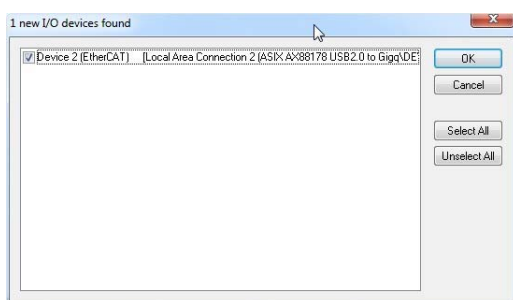 1 new I/O devices found
Device 2 (EtherCAT) [Local Area Connection 2 (ASIX AX88178 USB2.0 to Gigq\DE
OK
Cancel
Select All
Unselect All